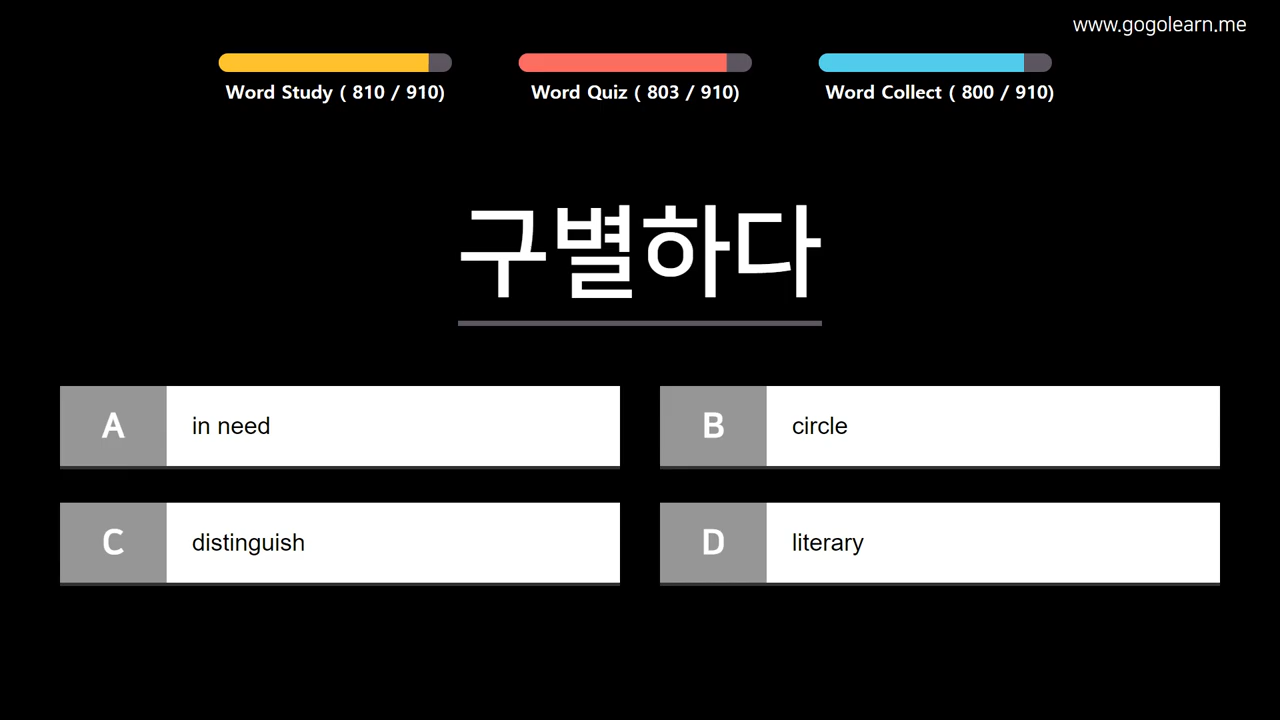 www.gogolearn.me
Word Study ( 810 / 910)
Word Quiz ( 803 / 910)
Word Collect ( 800 / 910)
구별하다
A in need
B circle
C distinguish
D literary